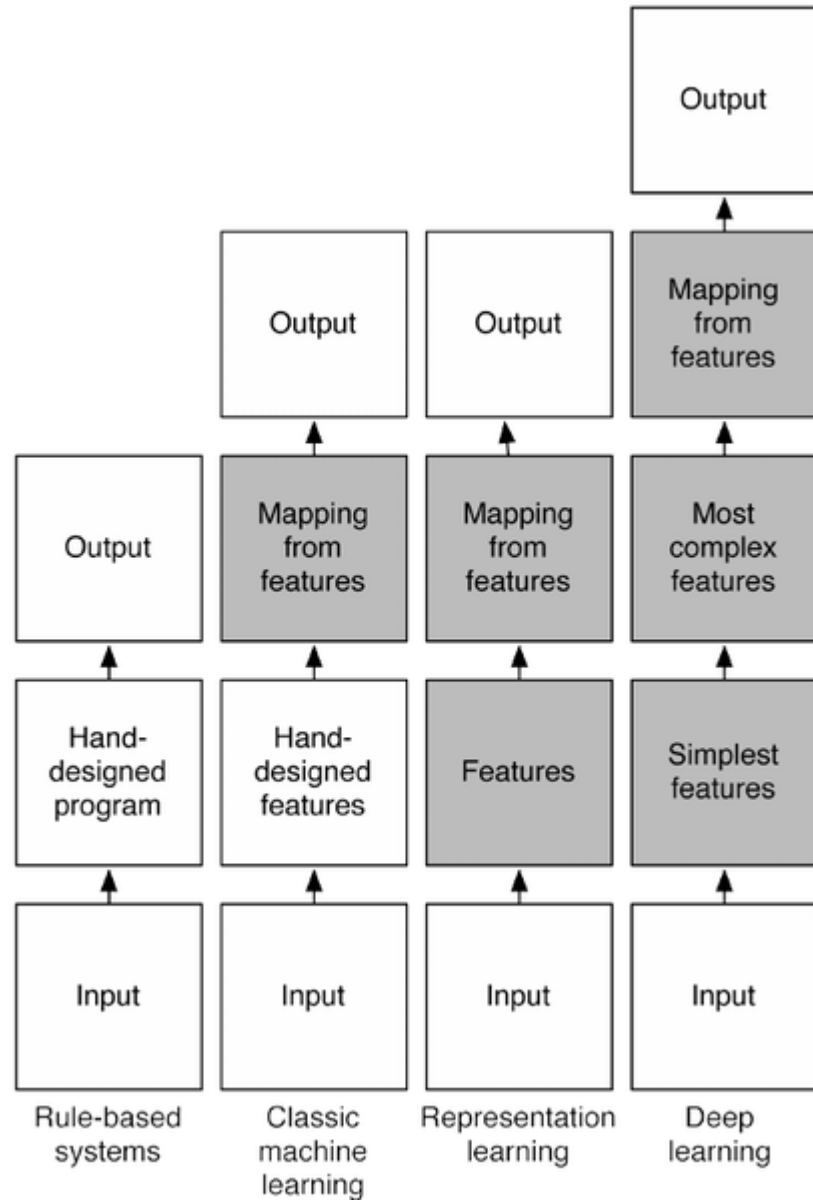 Output
Mapping
from
features
Most
complex
features
Simplest
features
Input
Deep
learning
Output
Mapping
from
features
Features
Input
Representation
learning
Output
Mapping
from
features
Hand-
designed
features
Input
Classic
machine
learning
Output
Hand-
designed
program
Input
Rule-based
systems